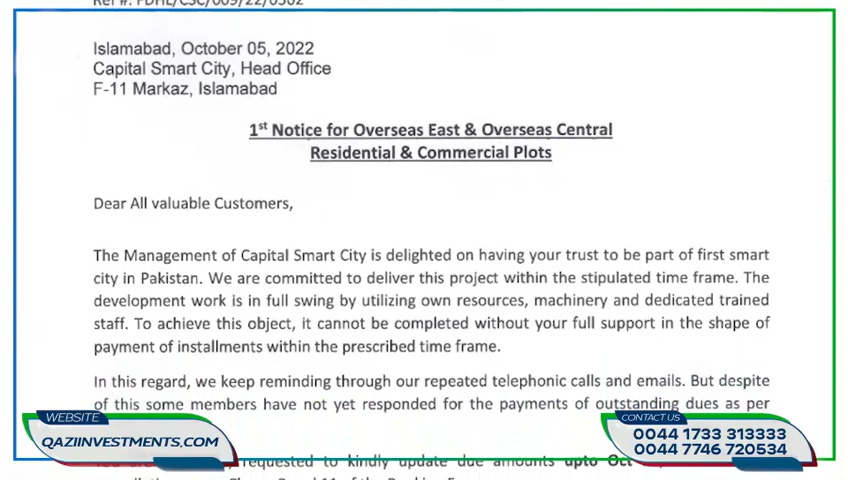 Ref #: FDHL/CSC/009/22/0302
Islamabad, October 05, 2022
Capital Smart City, Head Office
F-11 Markaz, Islamabad
1st Notice for Overseas East & Overseas Central
Residential & Commercial Plots
Dear All valuable Customers,
The Management of Capital Smart City is delighted on having your trust to be part of first smart
city in Pakistan. We are committed to deliver this project within the stipulated time frame. The
development work is in full swing by utilizing own resources, machinery and dedicated trained
staff. To achieve this object, it cannot be completed without your full support in the shape of
payment of installments within the prescribed time frame.
In this regard, we keep reminding through our repeated telephonic calls and emails. But despite
of this some members have not yet responded for the payments of outstanding dues as per
requested to kindly update due amounts upto Oct
WEBSITE
QAZIINVESTMENTS.COM
CONTACT US
0044 1733 313333
0044 7746 720534